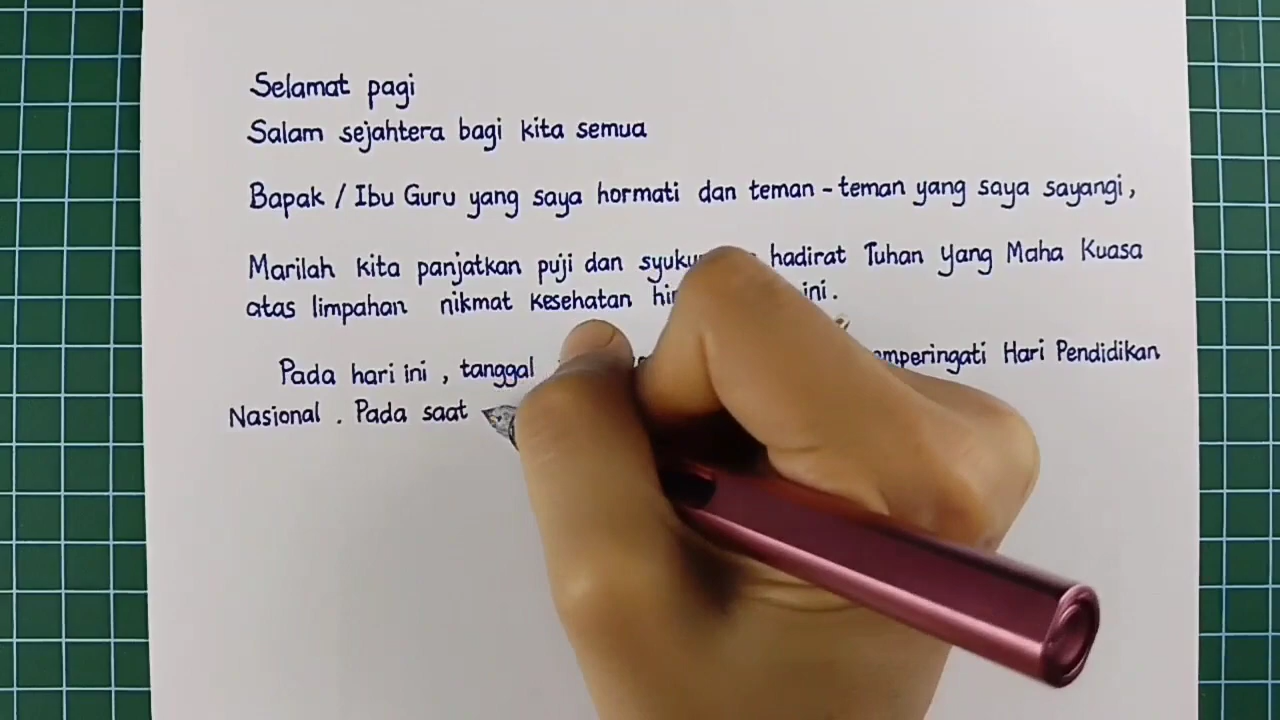 Selamat pagi
Salam sejahtera bagi kita semua
Bapak / Ibu Guru yang saya hormati dan teman - teman yang saya sayangi,
Marilah kita panjatkan puji dan hadirat Tuhan Yang Maha Kuasa
atas limpahan nikmat kesehatan ini.
Pada hari ini , tanggal Hari Pendidikan
Nasional . Pada saat